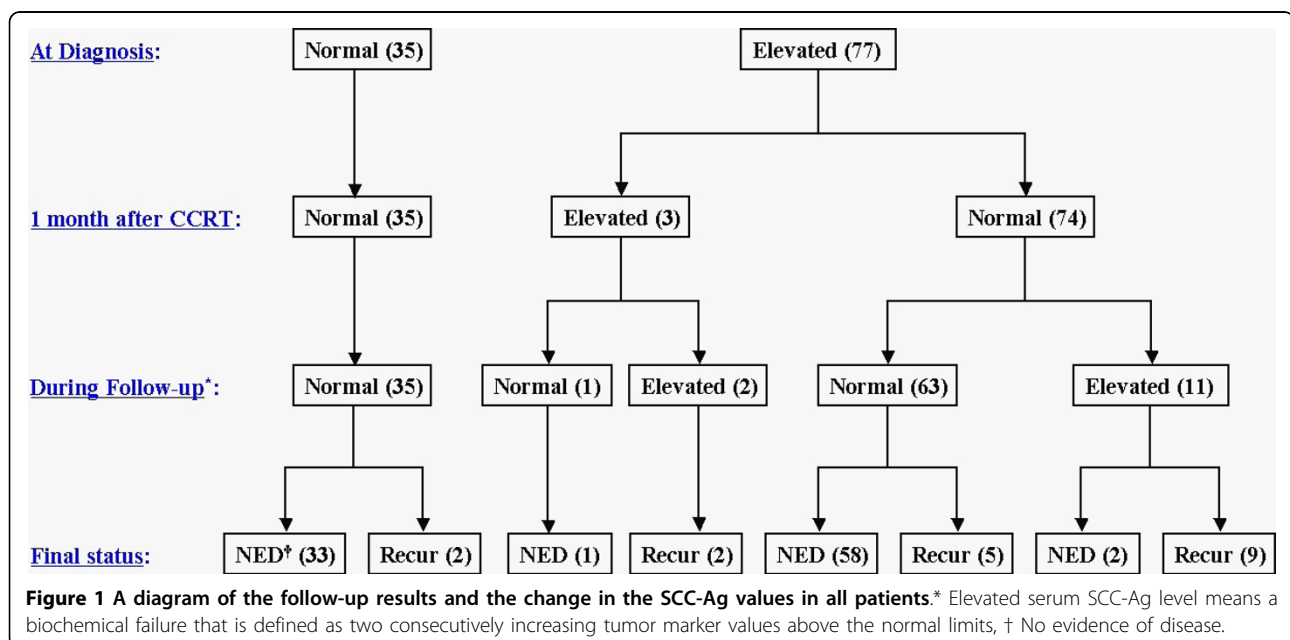 At Diagnosis: Normal (35) Elevated (77)
1 month after CCRT: Normal (35) Elevated (3) Normal (74)
During Follow-up*: Normal (35) Normal (1) Elevated (2) Normal (63) Elevated (11)
Final status: NED† (33) Recur (2) NED (1) Recur (2) NED (58) Recur (5) NED (2) Recur (9)
Figure 1 A diagram of the follow-up results and the change in the SCC-Ag values in all patients.* Elevated serum SCC-Ag level means a
biochemical failure that is defined as two consecutively increasing tumor marker values above the normal limits, † No evidence of disease.